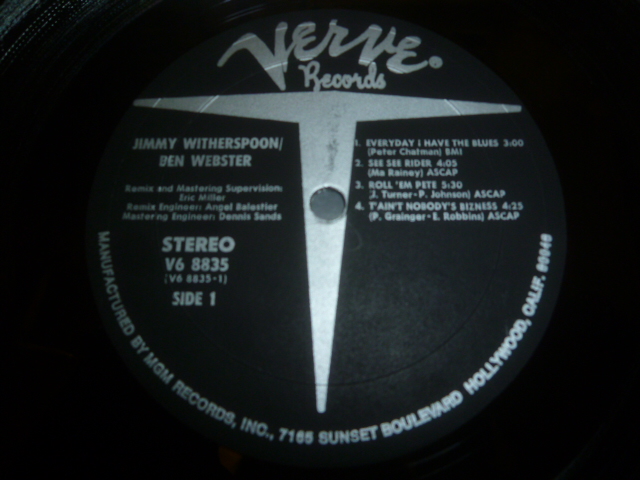 Verve®
Records
JIMMY WITHERSPOON/
BEN WEBSTER
Remix and Mastering Supervision:
Eric Miller
Remix Engineer: Angel Balestier
Mastering Engineer: Dennis Sands
STEREO
V6 8835
(V6 8835-1)
SIDE 1
1. EVERYDAY I HAVE THE BLUES 3:00
(Peter Chatman) BMI
2. SEE SEE RIDER 4:05
(Ma Rainey) ASCAP
3. ROLL 'EM PETE 5:30
(J. Turner-P. Johnson) ASCAP
4. T'AIN'T NOBODY'S BIZNESS 4:25
(P. Grainger-E. Robbins) ASCAP
MANUFACTURED BY MGM RECORDS, INC., 7165 SUNSET BOULEVARD HOLLYWOOD, CALIF. 90046